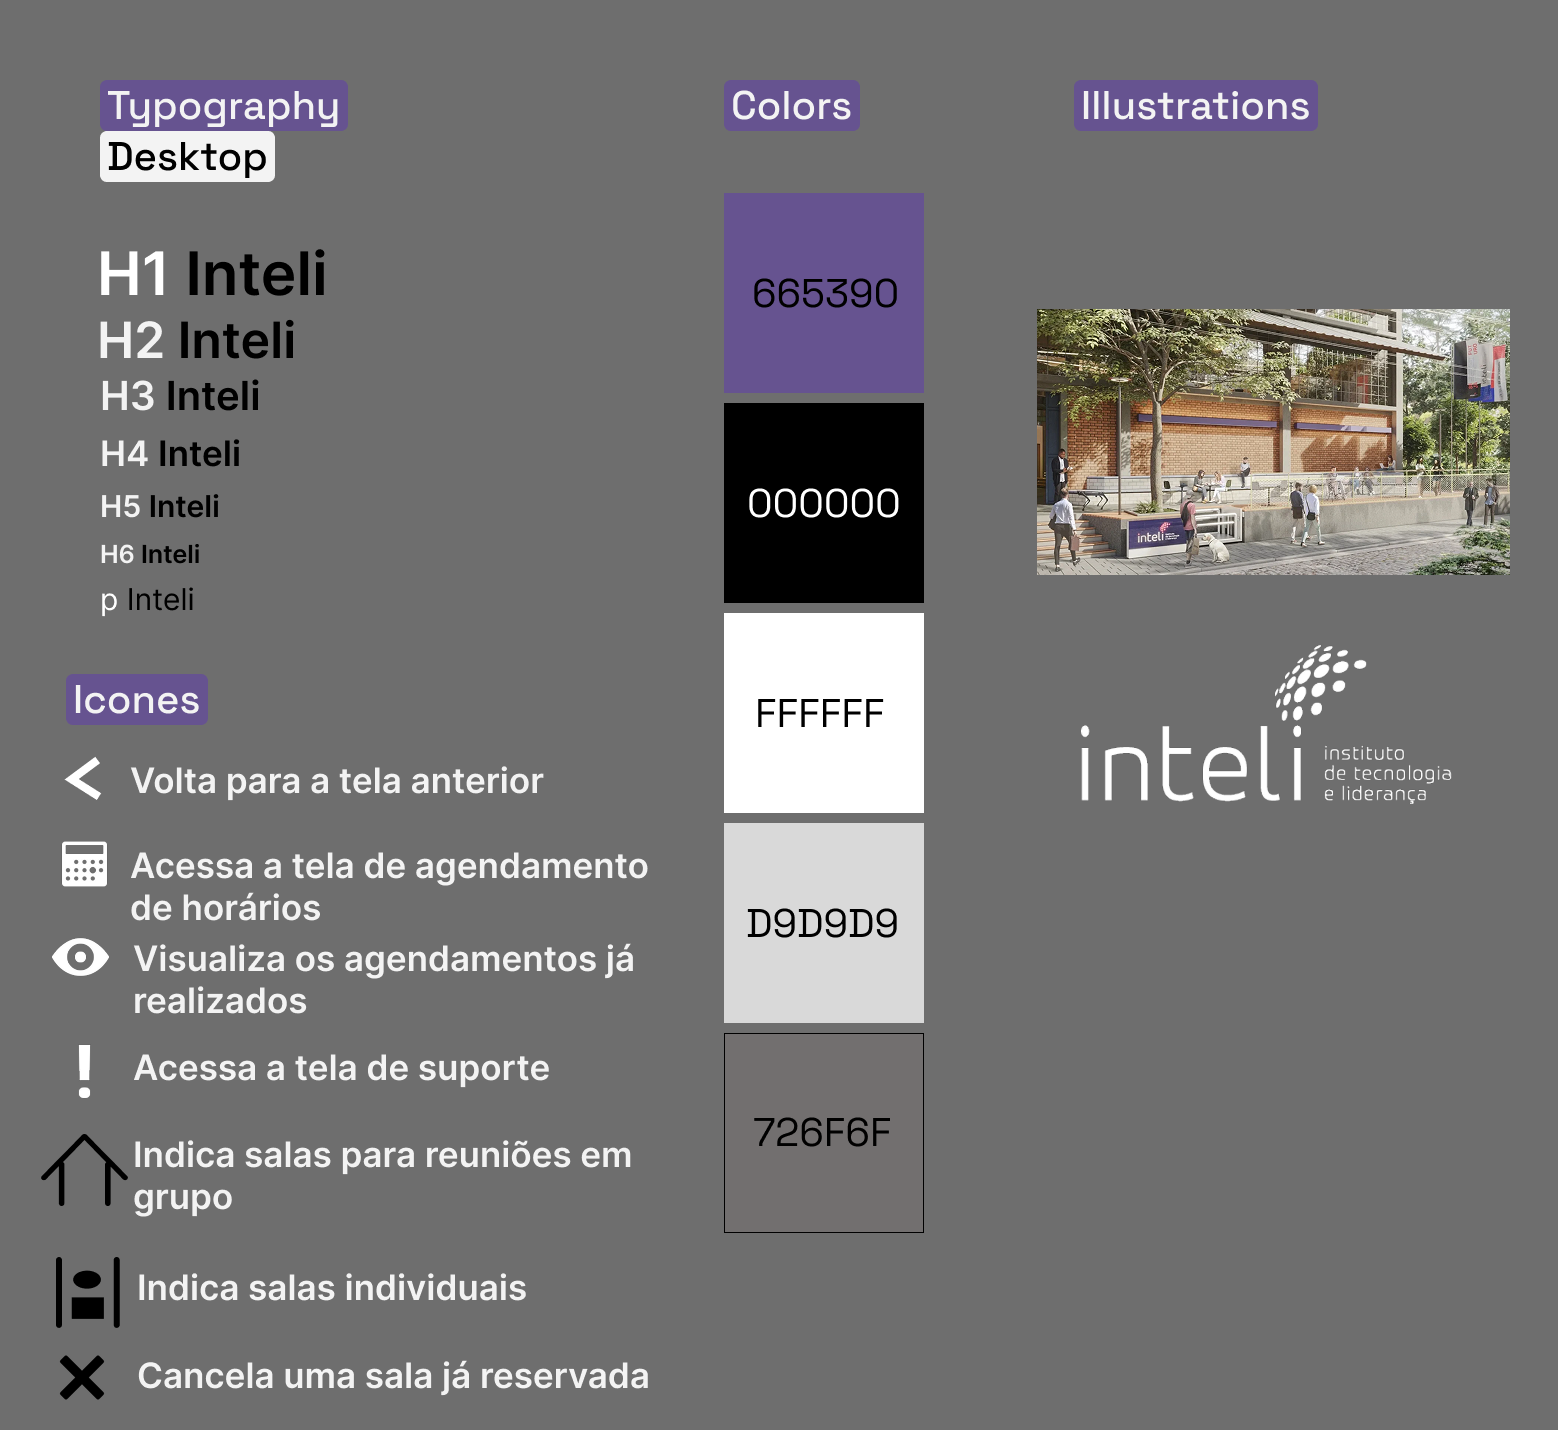 Typography
Desktop
H1 Inteli
H2 Inteli
H3 Inteli
H4 Inteli
H5 Inteli
H6 Inteli
p Inteli
Icones
Volta para a tela anterior
Acessa a tela de agendamento
de horários
Visualiza os agendamentos já
realizados
Acessa a tela de suporte
Indica salas para reuniões em
grupo
Indica salas individuais
Cancela uma sala já reservada
Colors
665390
000000
FFFFFF
D9D9D9
726F6F
Illustrations
inteli
inteli
instituto
de tecnologia
e liderança